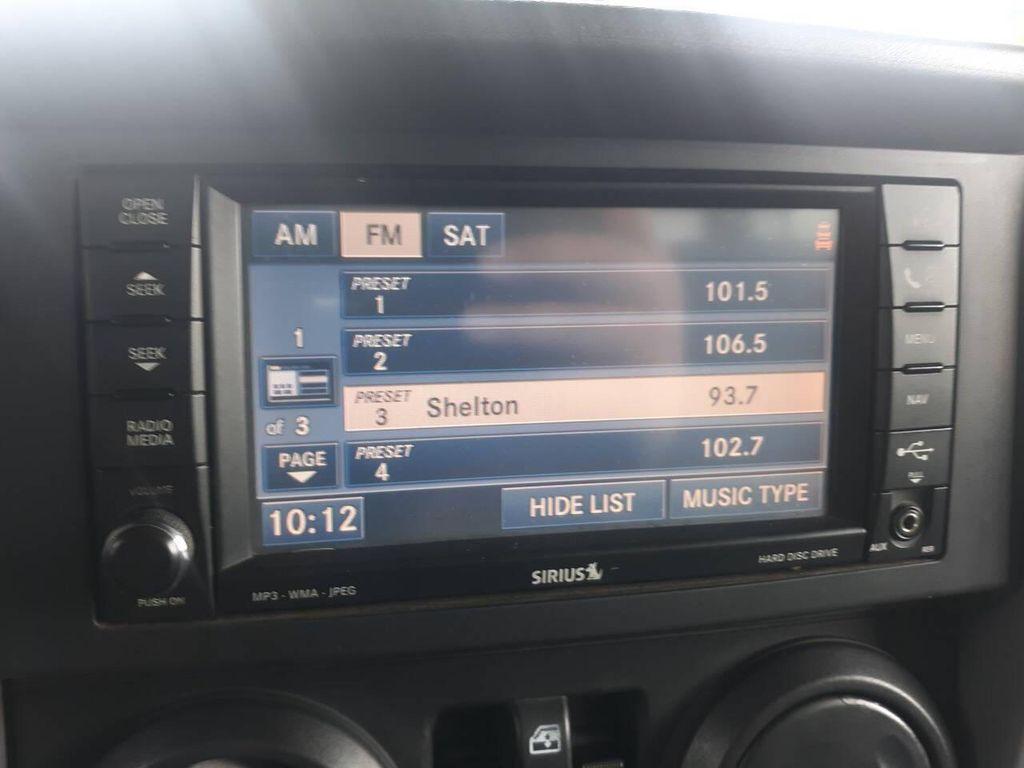 OPEN
CLOSE
SEEK
SEEK
RADIO
MEDIA
VOLUME
PUSH ON
AM FM SAT
PRESET
1 101.5
PRESET
2 106.5
PRESET
3 Shelton 93.7
PRESET
4 102.7
1
of 3
PAGE
10:12 HIDE LIST MUSIC TYPE
MP3 - WMA - JPEG
SIRIUS
HARD DISC DRIVE
MENU
NAV
PULL
AUX